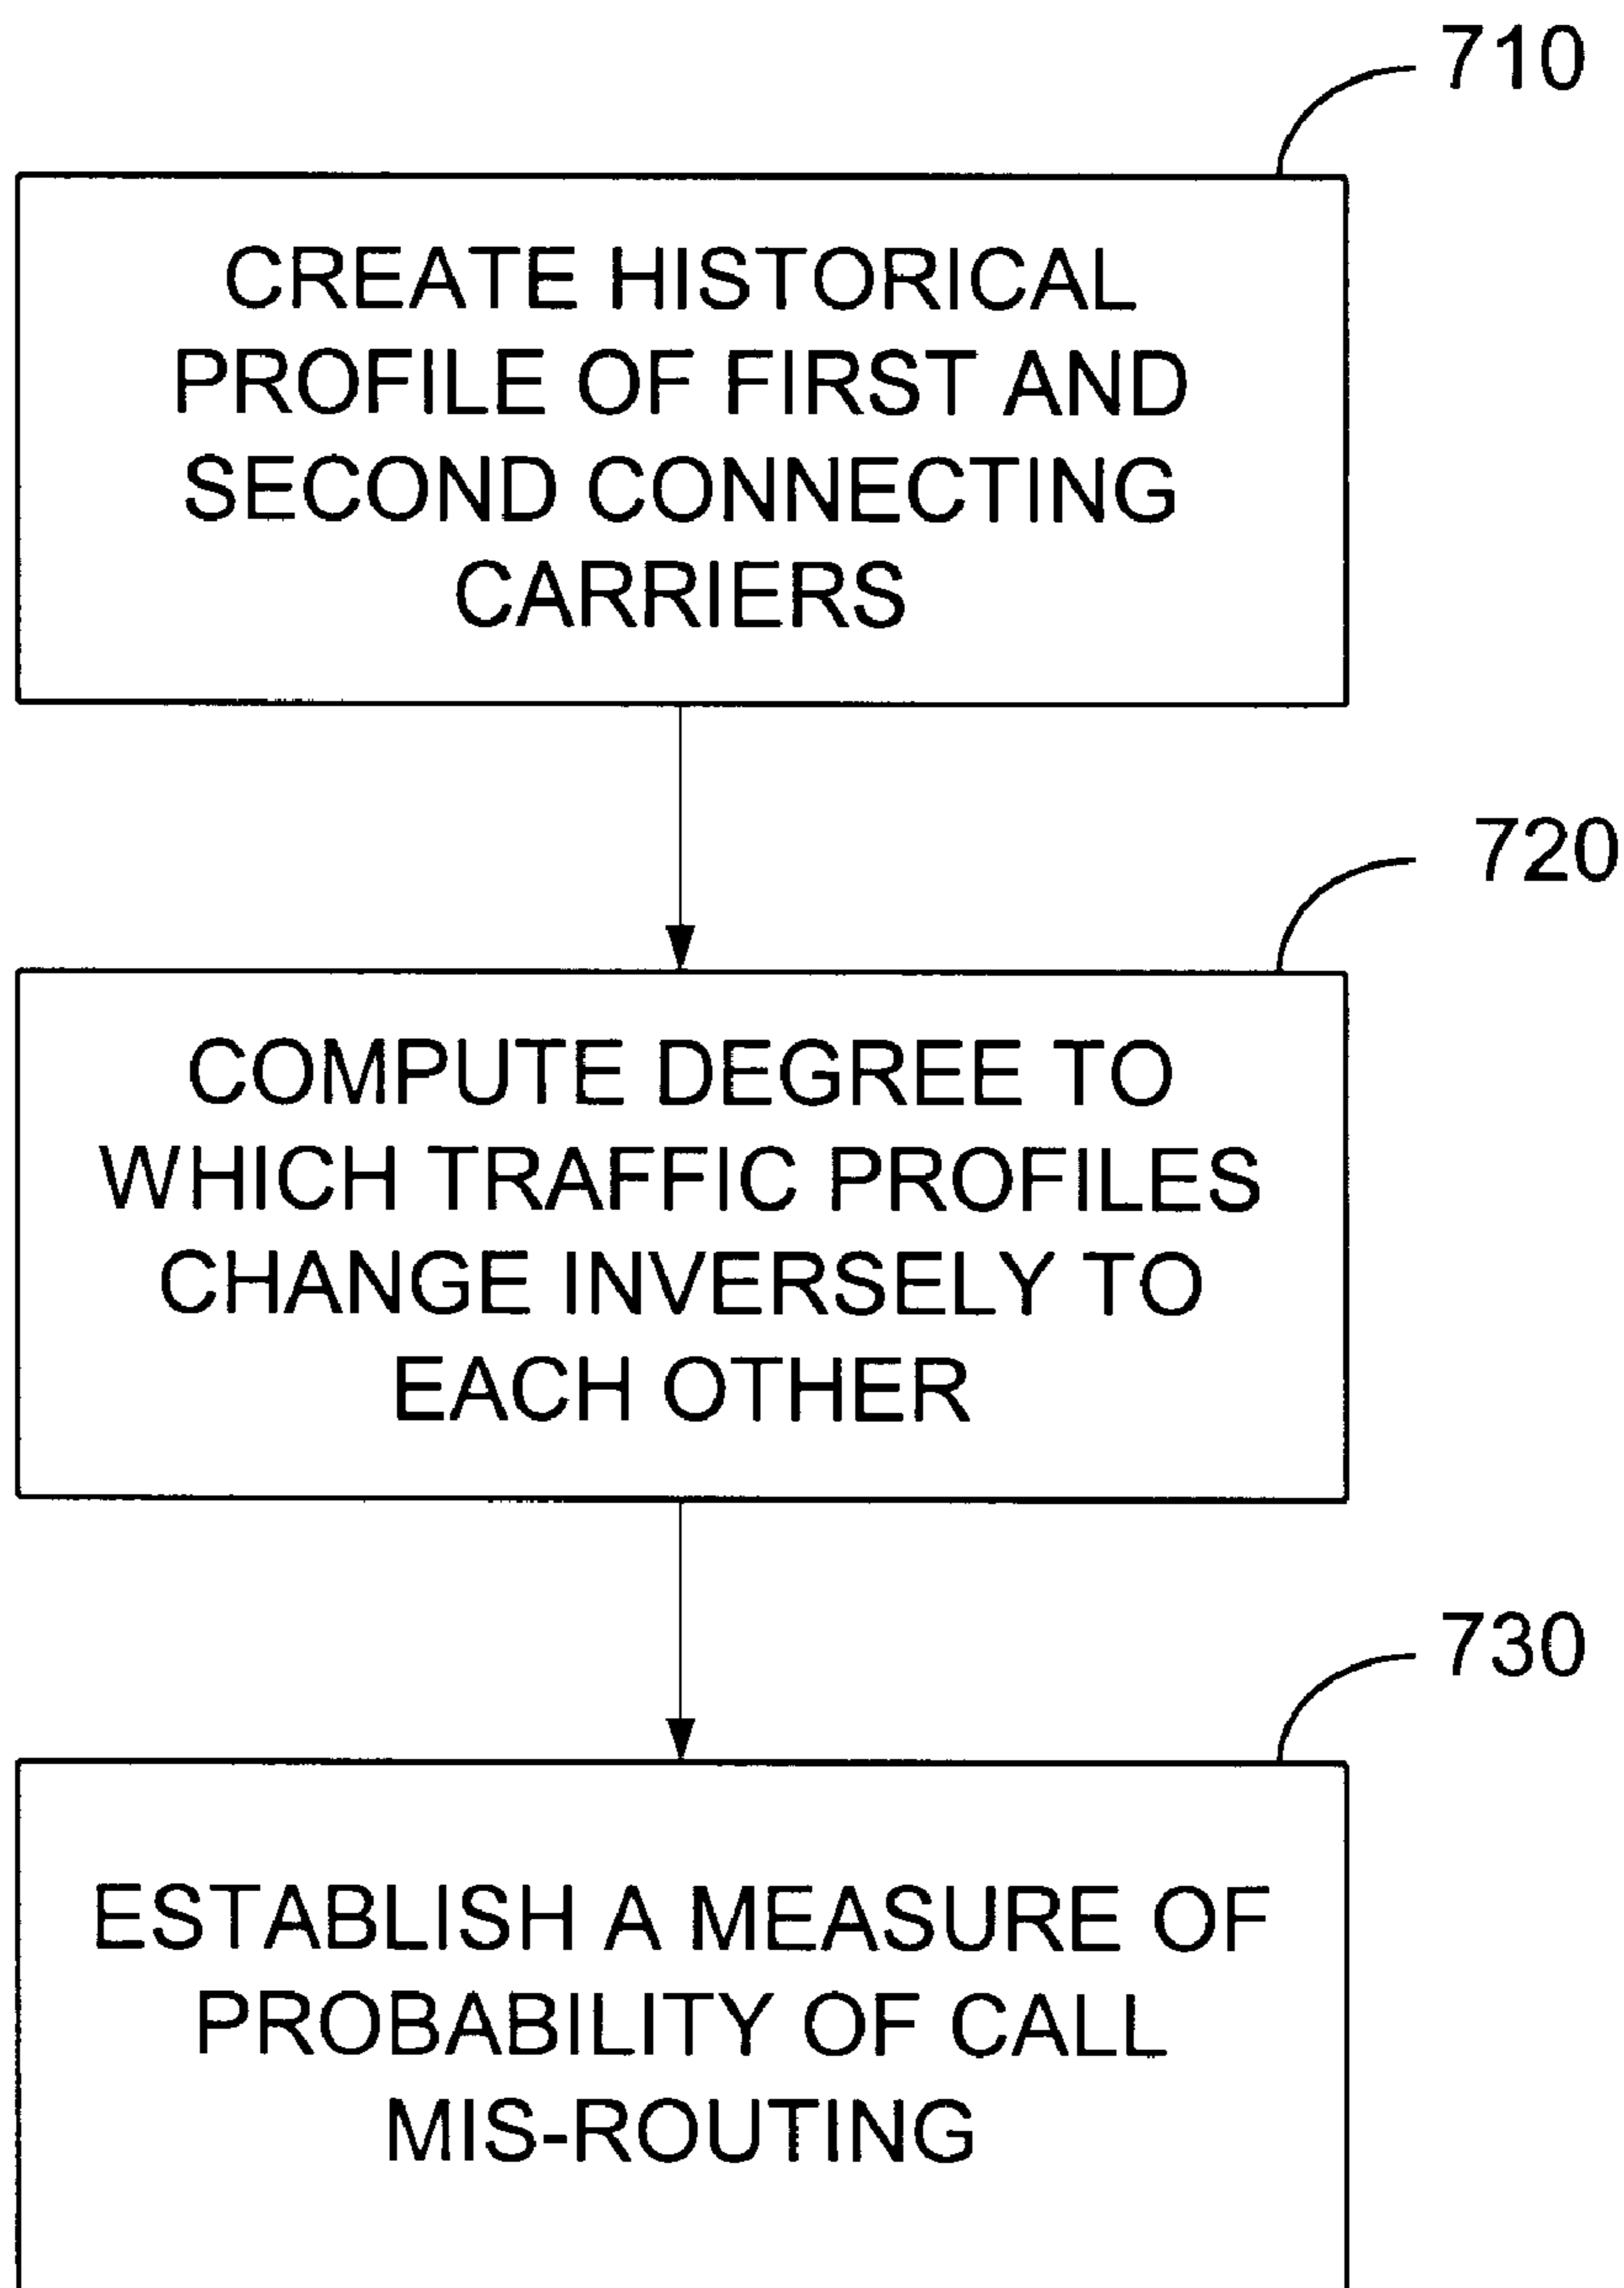 710
CREATE HISTORICAL
PROFILE OF FIRST AND
SECOND CONNECTING
CARRIERS
720
COMPUTE DEGREE TO
WHICH TRAFFIC PROFILES
CHANGE INVERSELY TO
EACH OTHER
730
ESTABLISH A MEASURE OF
PROBABILITY OF CALL
MIS-ROUTING